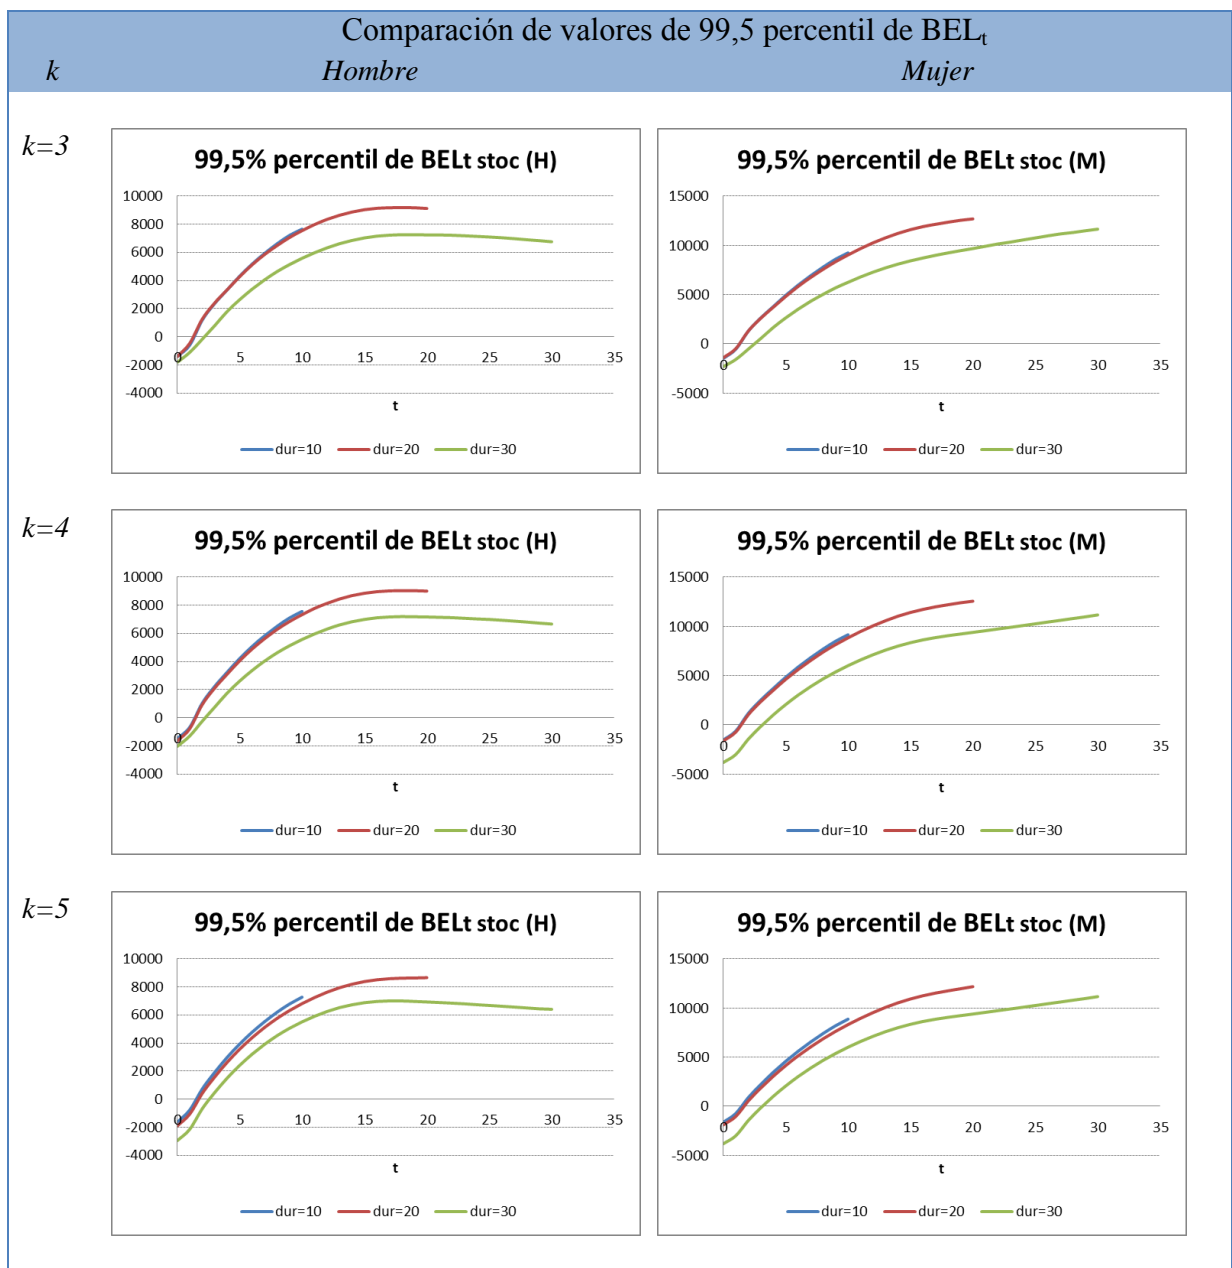 Comparación de valores de 99,5 percentil de BELt
k Hombre Mujer
k=3
99,5% percentil de BELt stoc (H)
10000
8000
6000
4000
2000
0
-2000
-4000
0 5 10 15 20 25 30 35
t
dur=10 dur=20 dur=30
99,5% percentil de BELt stoc (M)
15000
10000
5000
0
-5000
0 5 10 15 20 25 30 35
t
dur=10 dur=20 dur=30
k=4
99,5% percentil de BELt stoc (H)
10000
8000
6000
4000
2000
0
-2000
-4000
0 5 10 15 20 25 30 35
t
dur=10 dur=20 dur=30
99,5% percentil de BELt stoc (M)
15000
10000
5000
0
-5000
0 5 10 15 20 25 30 35
t
dur=10 dur=20 dur=30
k=5
99,5% percentil de BELt stoc (H)
10000
8000
6000
4000
2000
0
-2000
-4000
0 5 10 15 20 25 30 35
t
dur=10 dur=20 dur=30
99,5% percentil de BELt stoc (M)
15000
10000
5000
0
-5000
0 5 10 15 20 25 30 35
t
dur=10 dur=20 dur=30